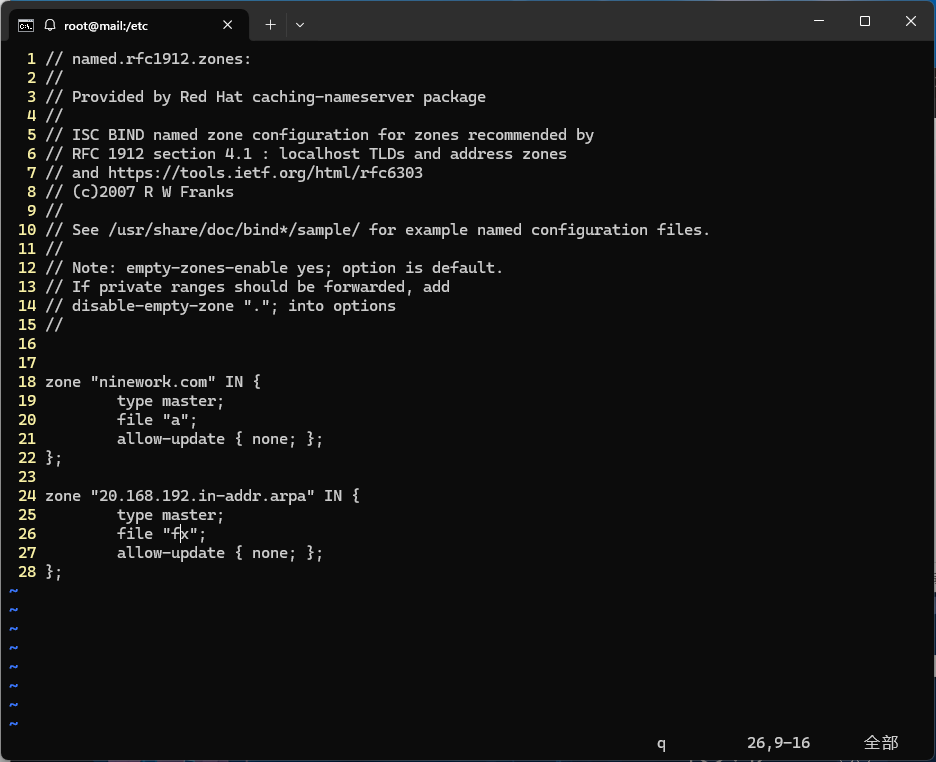 root@mail:/etc
1 // named.rfc1912.zones:
2 //
3 // Provided by Red Hat caching-nameserver package
4 //
5 // ISC BIND named zone configuration for zones recommended by
6 // RFC 1912 section 4.1 : localhost TLDs and address zones
7 // and https://tools.ietf.org/html/rfc6303
8 // (c)2007 R W Franks
9 //
10 // See /usr/share/doc/bind*/sample/ for example named configuration files.
11 //
12 // Note: empty-zones-enable yes; option is default.
13 // If private ranges should be forwarded, add
14 // disable-empty-zone "."; into options
15 //
16
17
18 zone "ninework.com" IN {
19         type master;
20         file "a";
21         allow-update { none; };
22 };
23
24 zone "20.168.192.in-addr.arpa" IN {
25         type master;
26         file "fx";
27         allow-update { none; };
28 };
~
~
~
~
~
~
~
~
q 26,9-16 全部